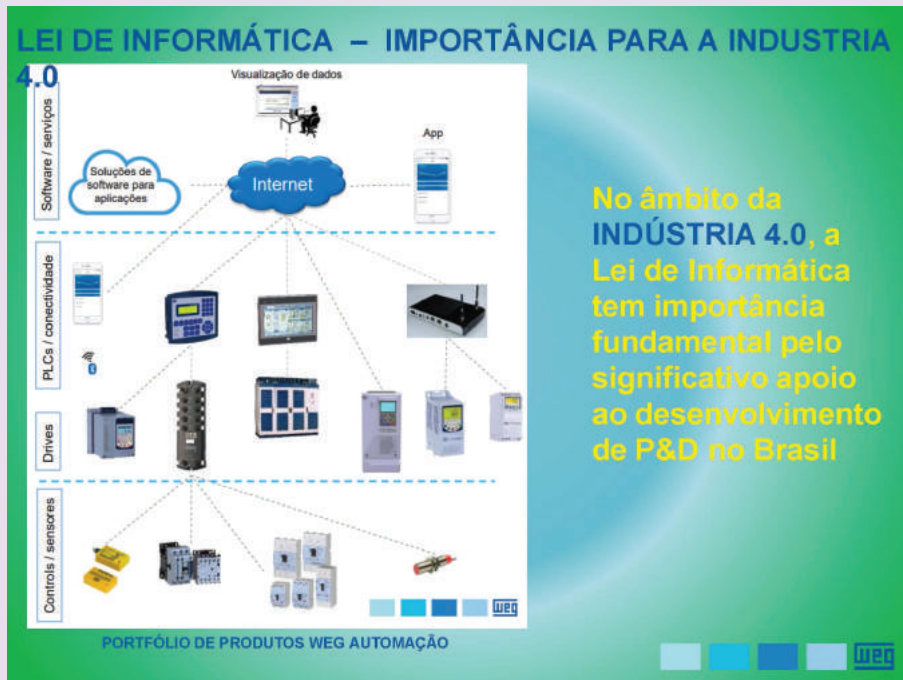 LEI DE INFORMÁTICA – IMPORTÂNCIA PARA A INDUSTRIA
4.0
Visualização de dados
App
Software / serviços
Soluções de
software para
aplicações
Internet
PLCs / conectividade
Drives
Controls / sensores
weg
PORTFÓLIO DE PRODUTOS WEG AUTOMAÇÃO
No âmbito da
INDÚSTRIA 4.0, a
Lei de Informática
tem importância
fundamental pelo
significativo apoio
ao desenvolvimento
de P&D no Brasil
weg